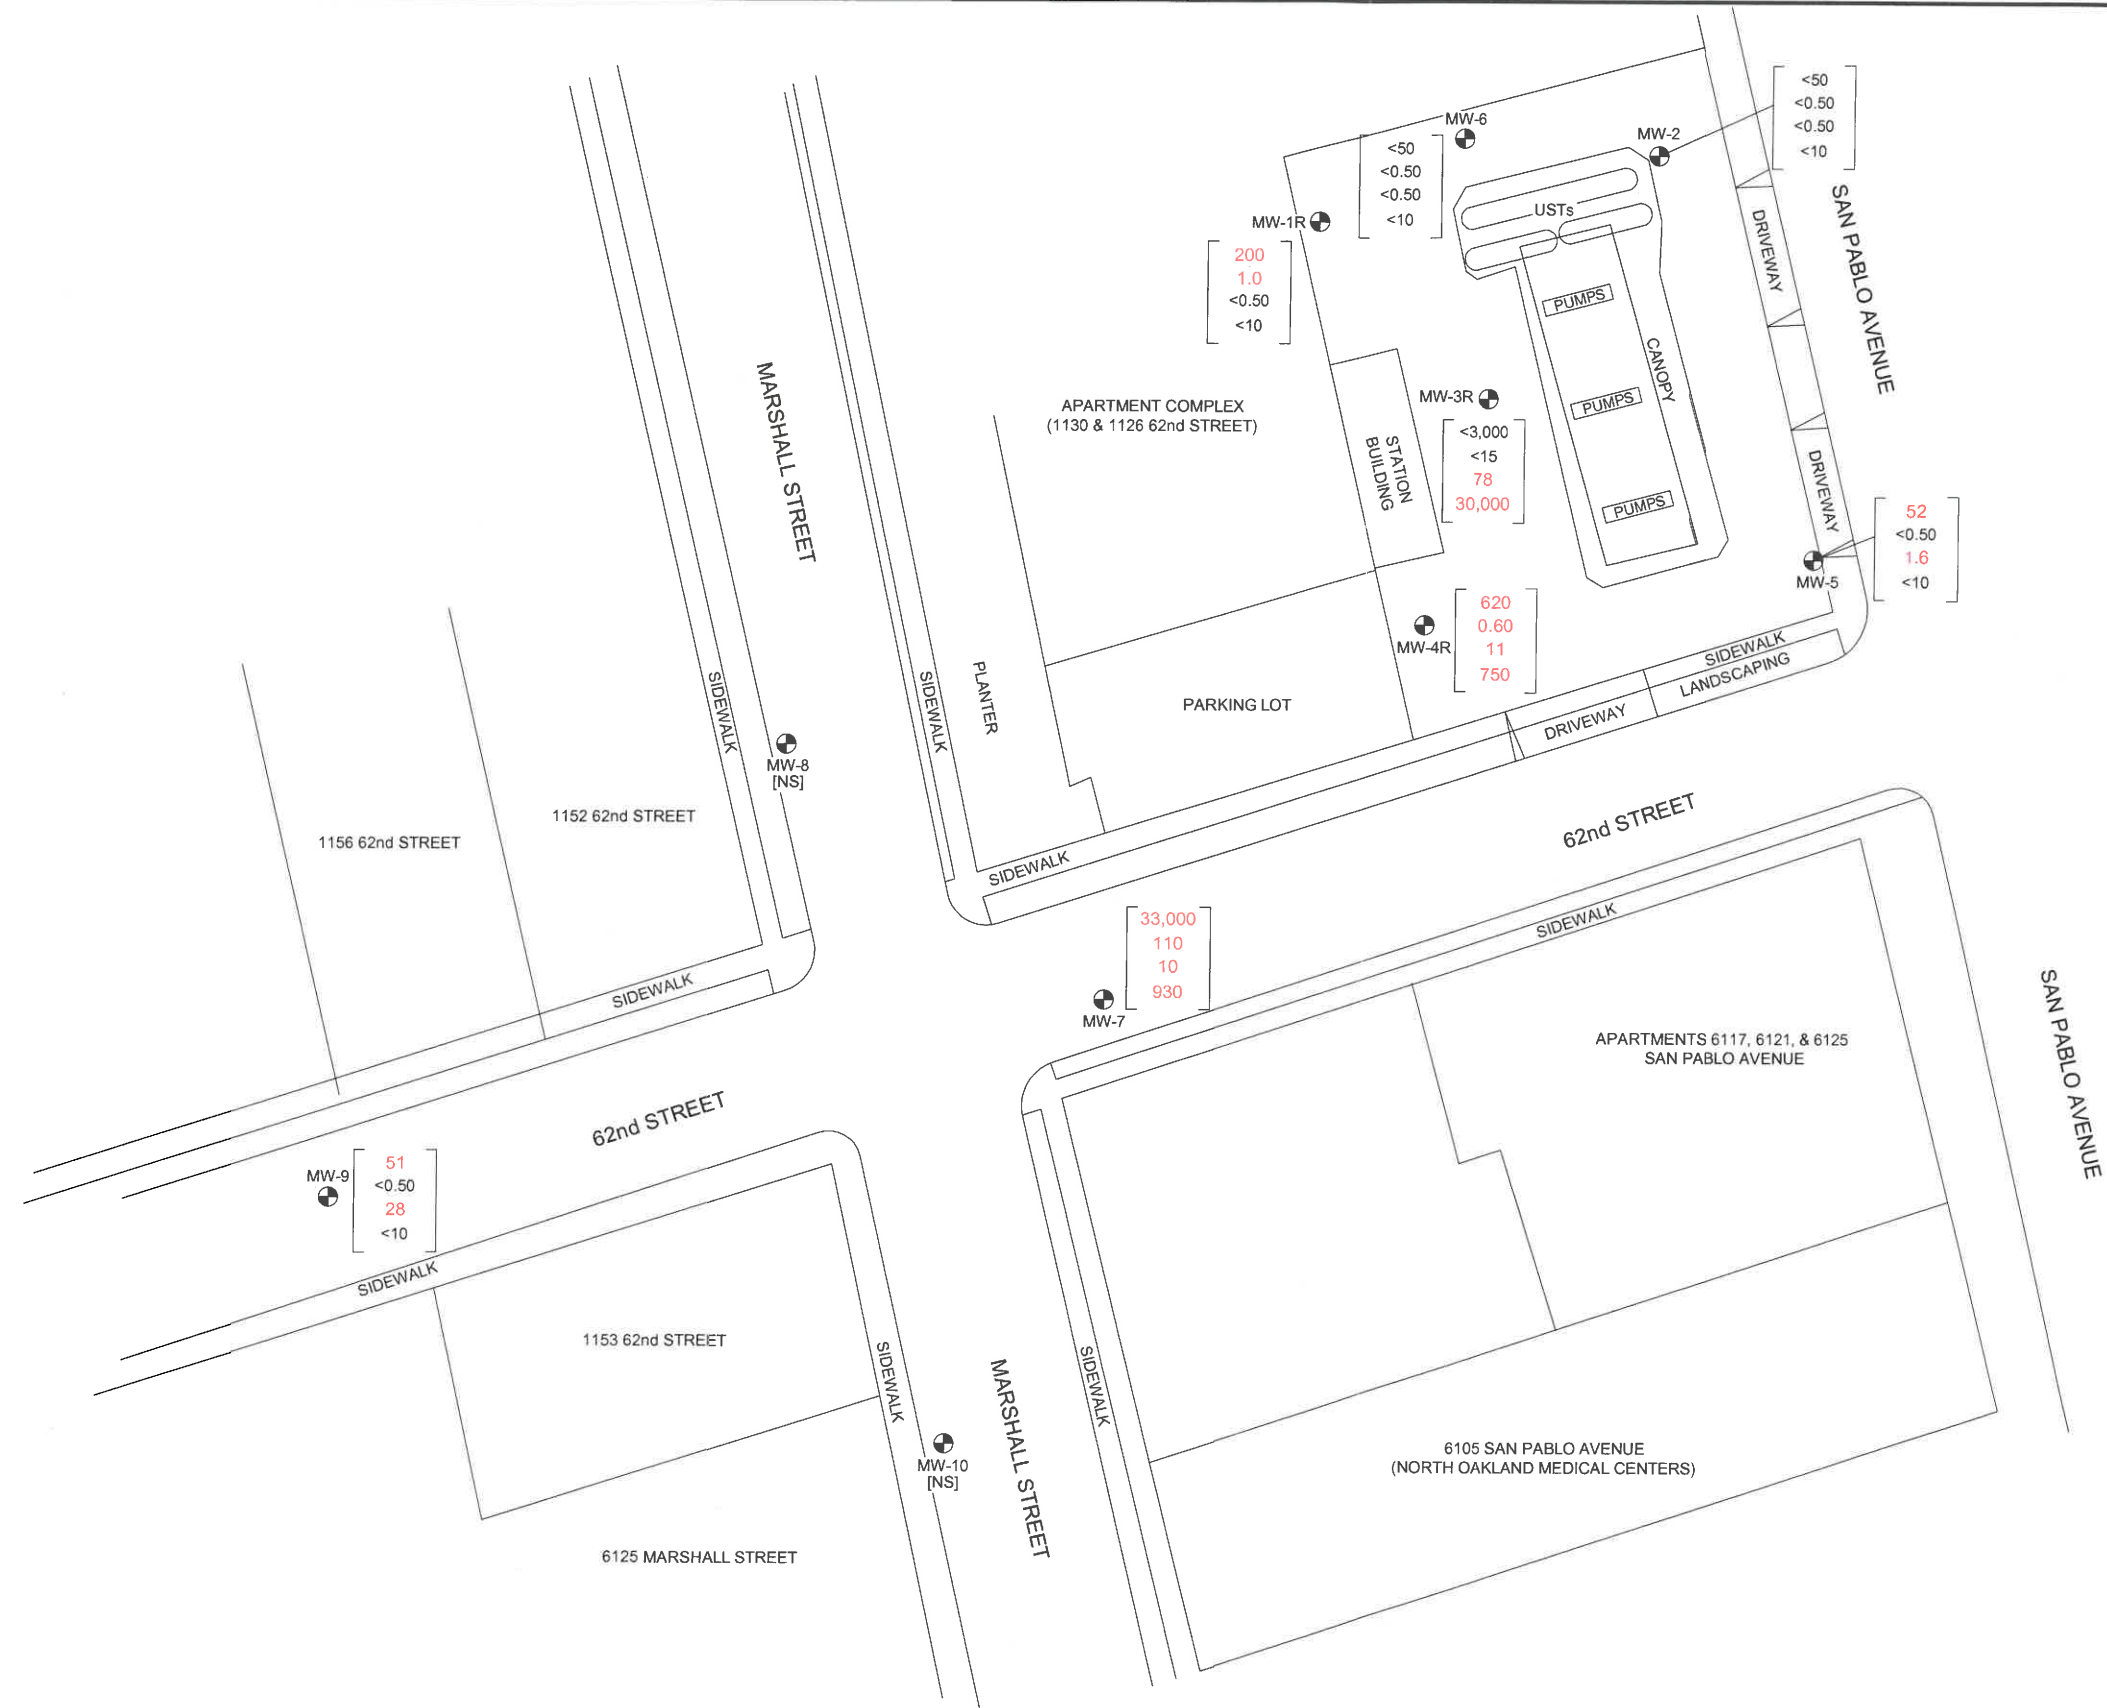 <50
<0.50
<0.50
<10
MW-6
MW-2
<50
<0.50
<0.50
<10
USTs
MW-1R
200
1.0
<0.50
<10
DRIVEWAY
SAN PABLO AVENUE
PUMPS
PUMPS
PUMPS
CANOPY
MARSHALL STREET
APARTMENT COMPLEX
(1130 & 1126 62nd STREET)
MW-3R
<3,000
<15
78
30,000
STATION
BUILDING
DRIVEWAY
52
<0.50
1.6
<10
MW-5
620
0.60
11
750
MW-4R
SIDEWALK
LANDSCAPING
DRIVEWAY
PARKING LOT
PLANTER
SIDEWALK
SIDEWALK
MW-8
[NS]
1152 62nd STREET
1156 62nd STREET
62nd STREET
SIDEWALK
SIDEWALK
33,000
110
10
930
MW-7
SIDEWALK
SAN PABLO AVENUE
APARTMENTS 6117, 6121, & 6125
SAN PABLO AVENUE
62nd STREET
MW-9
51
<0.50
28
<10
SIDEWALK
1153 62nd STREET
SIDEWALK
SIDEWALK
MARSHALL STREET
MW-10
[NS]
6105 SAN PABLO AVENUE
(NORTH OAKLAND MEDICAL CENTERS)
6125 MARSHALL STREET